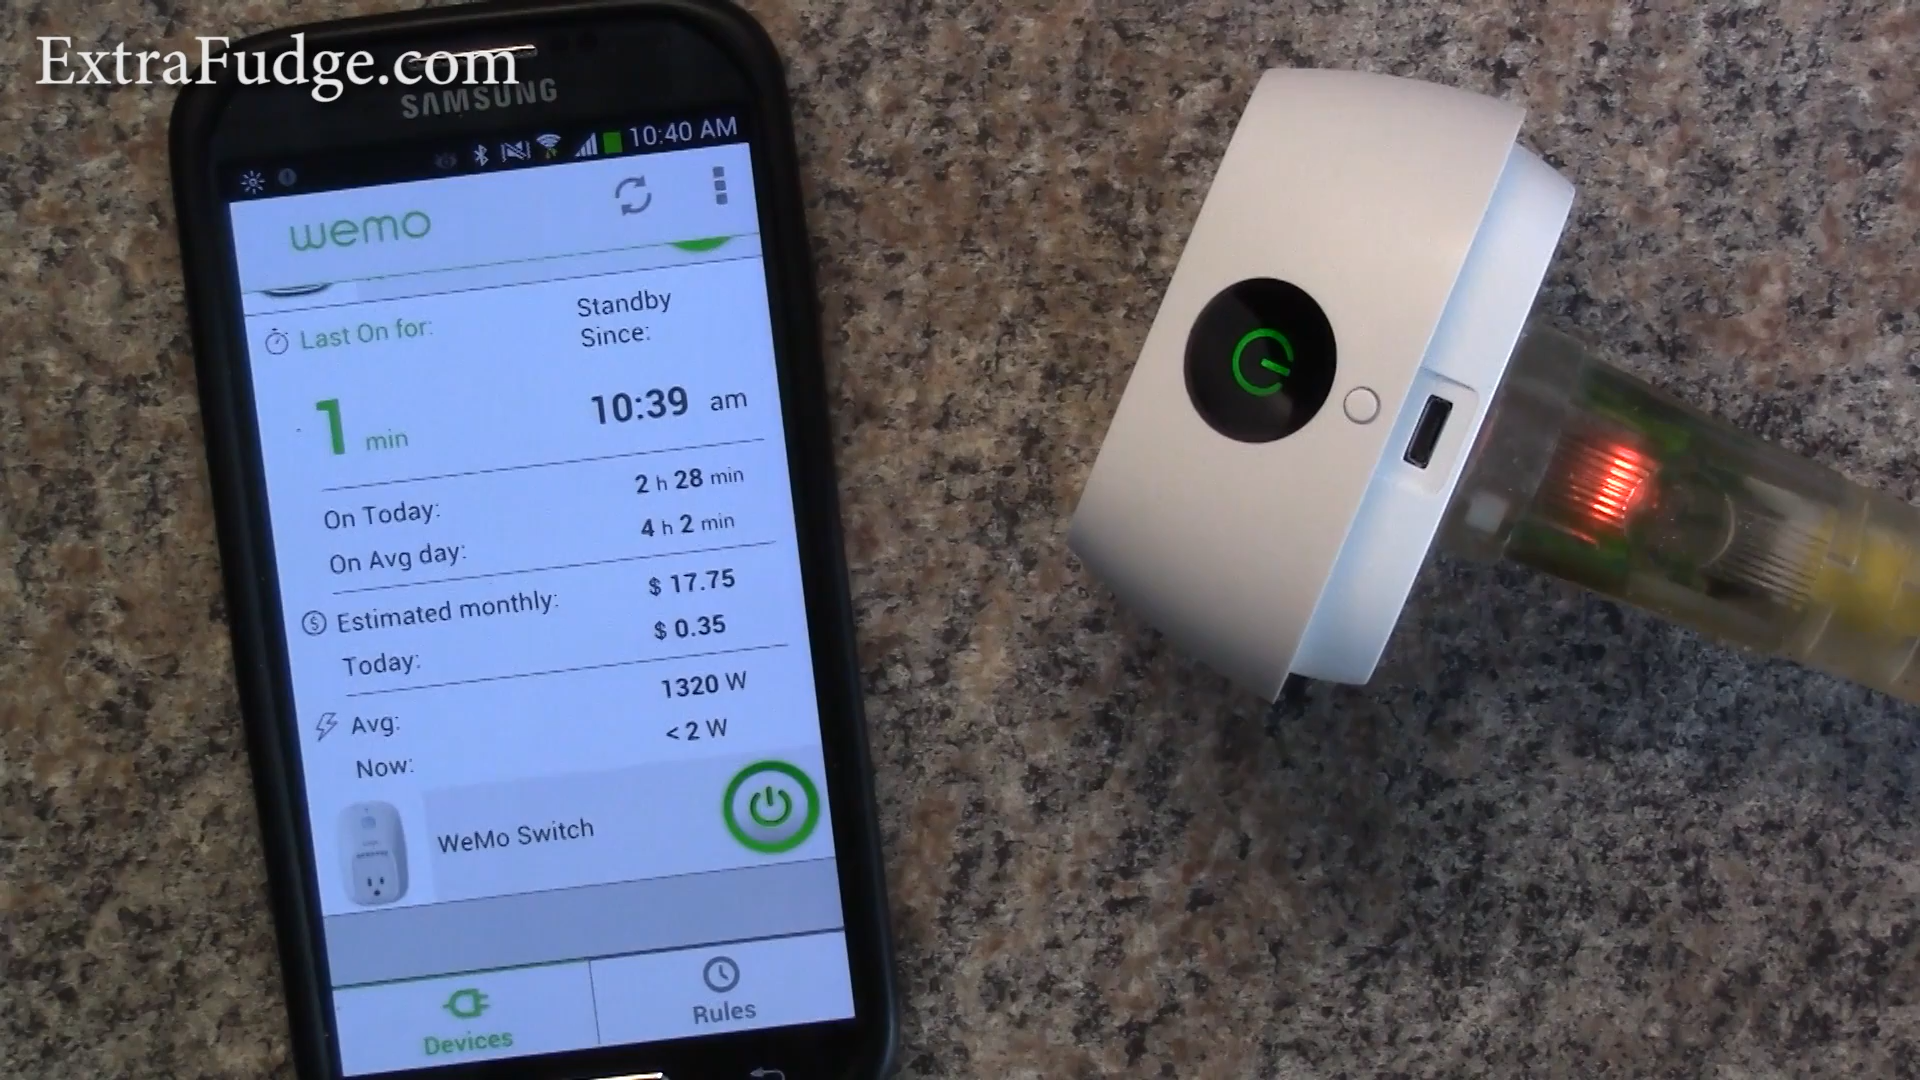 ExtraFudge.com
SAMSUNG
10:40 AM
wemo
Last On for:
Standby
Since:
1 min
10:39 am
On Today: 2 h 28 min
On Avg day: 4 h 2 min
Estimated monthly: $ 17.75
Today: $ 0.35
Avg: 1320 W
Now: < 2 W
WeMo Switch
Devices
Rules